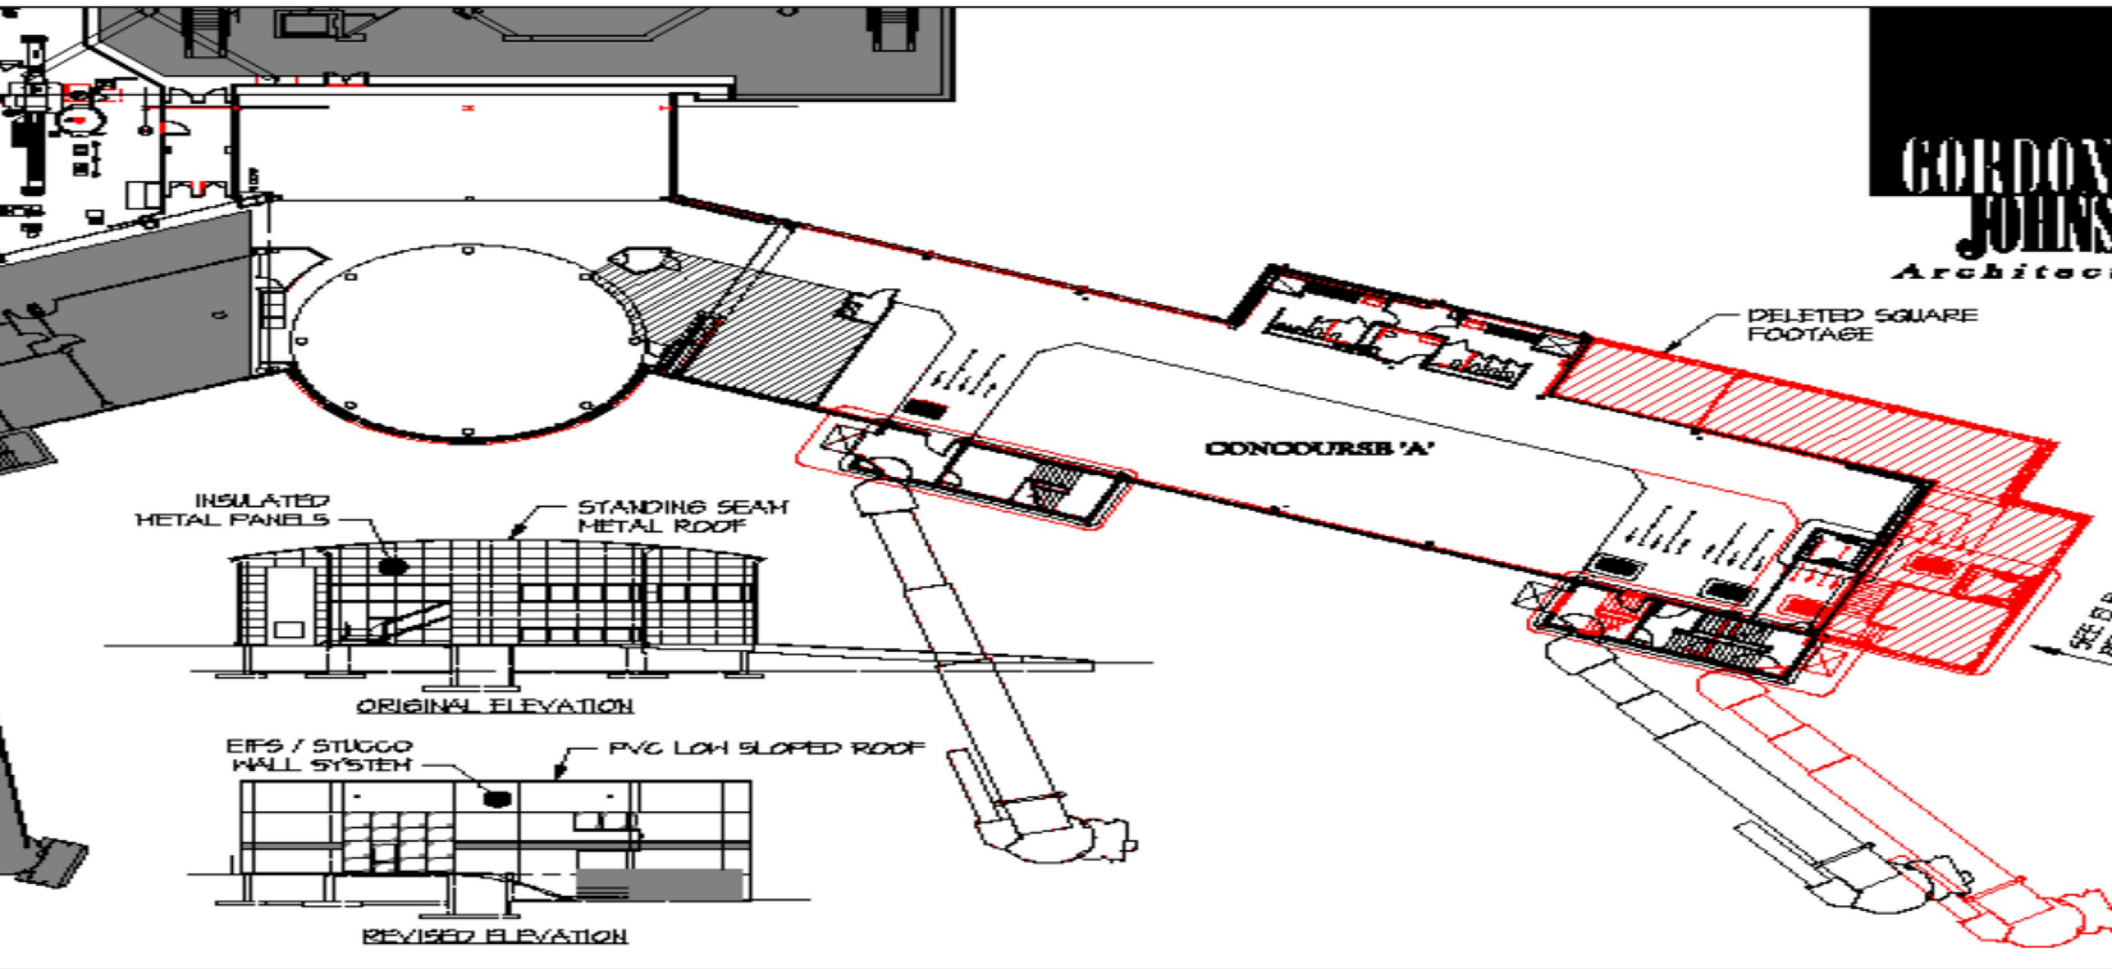 GORDON
JOHNS
Architect
DELETED SQUARE
FOOTAGE
CONCOURSE 'A'
INSULATED
METAL PANELS
STANDING SEAM
METAL ROOF
ORIGINAL ELEVATION
EIFS / STUCCO
WALL SYSTEM
PVC LOW SLOPED ROOF
REVISED ELEVATION
SEE